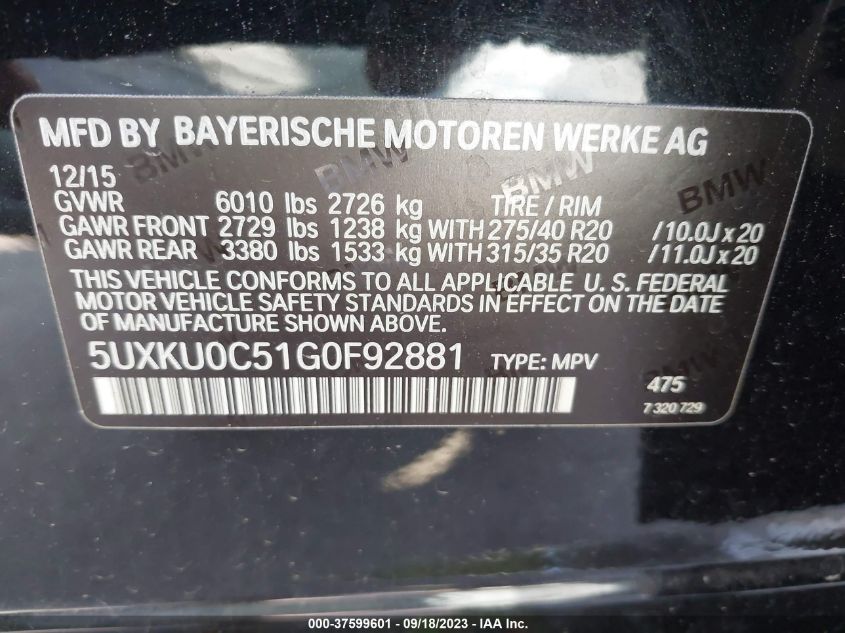 MFD BY BAYERISCHE MOTOREN WERKE AG
12/15
GVWR 6010 lbs 2726 kg TIRE / RIM
GAWR FRONT 2729 lbs 1238 kg WITH 275/40 R20 /10.0J x 20
GAWR REAR 3380 lbs 1533 kg WITH 315/35 R20 /11.0J x 20
THIS VEHICLE CONFORMS TO ALL APPLICABLE U. S. FEDERAL
MOTOR VEHICLE SAFETY STANDARDS IN EFFECT ON THE DATE
OF MANUFACTURE SHOWN ABOVE
5UXKU0C51G0F92881 TYPE: MPV
475
7 320 729
BMW
BMW
BMW
000-37599601 - 09/18/2023 - IAA Inc.